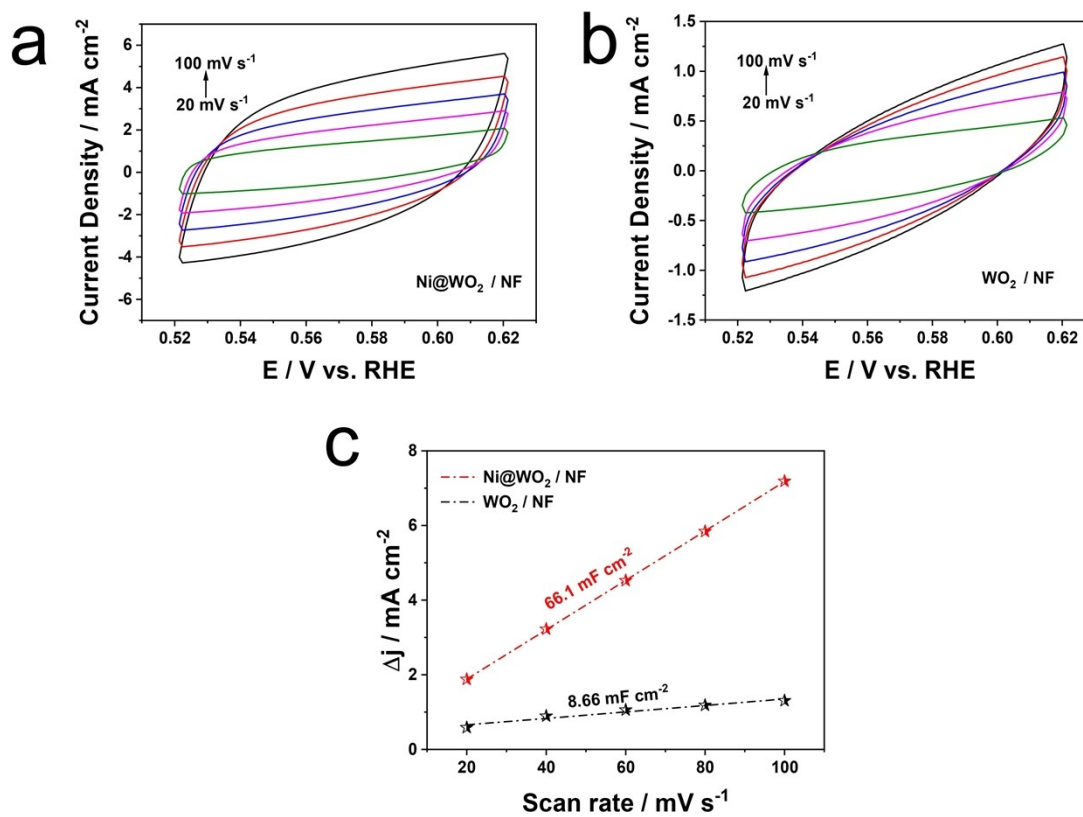 a
Current Density / mA cm⁻²
6
4
2
0
-2
-4
-6
100 mV s⁻¹
20 mV s⁻¹
Ni@WO₂ / NF
0.52 0.54 0.56 0.58 0.60 0.62
E / V vs. RHE
b
Current Density / mA cm⁻²
1.5
1.0
0.5
0.0
-0.5
-1.0
-1.5
100 mV s⁻¹
20 mV s⁻¹
WO₂ / NF
0.52 0.54 0.56 0.58 0.60 0.62
E / V vs. RHE
c
Δj / mA cm⁻²
8
6
4
2
0
Ni@WO₂ / NF
WO₂ / NF
66.1 mF cm⁻²
8.66 mF cm⁻²
20 40 60 80 100
Scan rate / mV s⁻¹